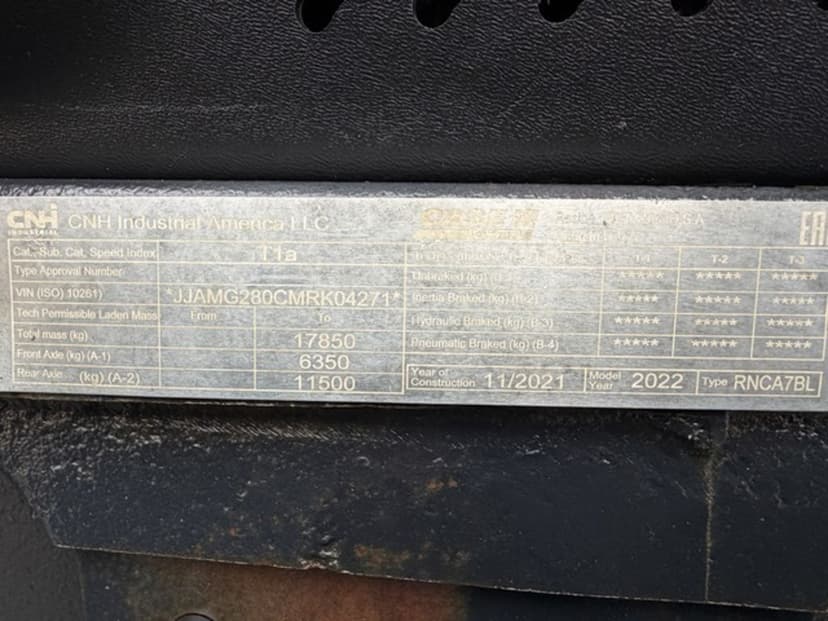 CNH INDUSTRIAL CNH Industrial America LLC
EAC
Cat., Sub. Cat, Speed Index T1a
Type Approval Number
VIN (ISO) 10261) *JJAMG280CMRK04271*
Tech Permissible Laden Mass From To
Total mass (kg) 17850
Front Axle (kg) (A-1) 6350
Rear Axle (kg) (A-2) 11500
T-1 T-2 T-3
Unbraked (kg) ***** ***** *****
Inertia Braked (kg) (B-2) ***** ***** *****
Hydraulic Braked (kg) (B-3) ***** ***** *****
Pneumatic Braked (kg) (B-4) ***** ***** *****
Year of Construction 11/2021 Model Year 2022 Type RNCA7BL